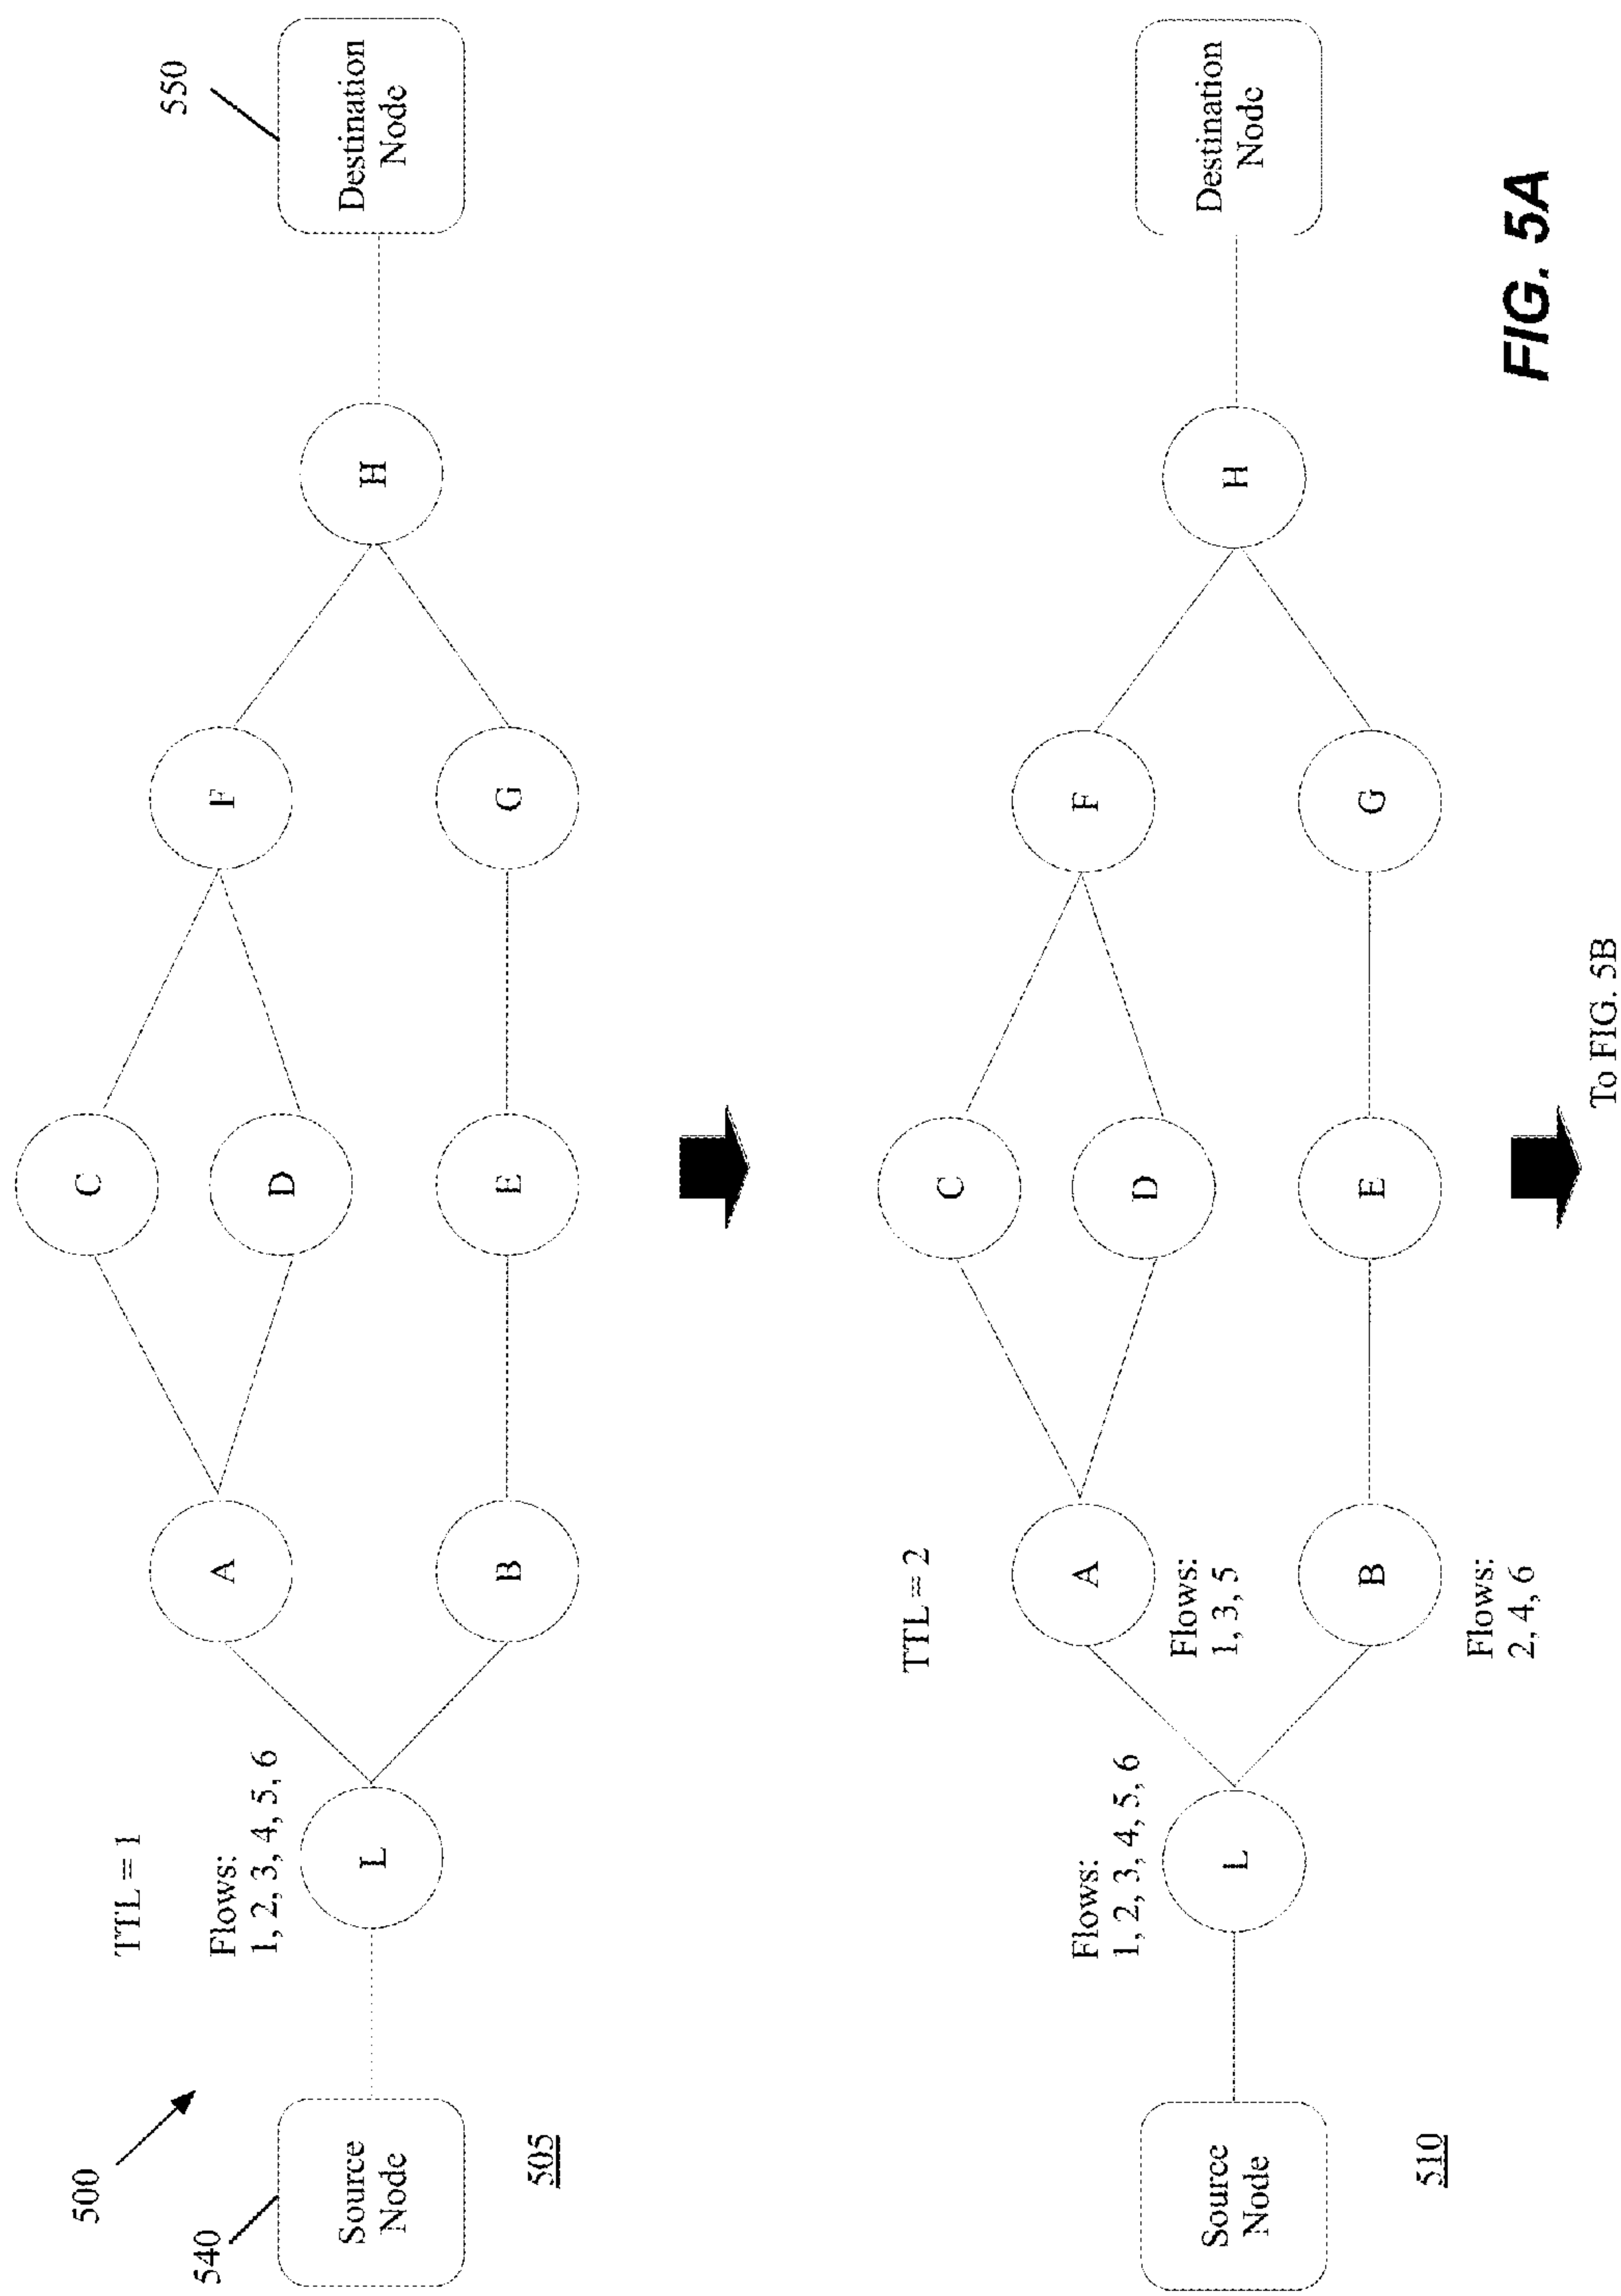 500
540
Source
Node
505
TTL = 1
Flows:
1, 2, 3, 4, 5, 6
L
A
B
C
D
E
F
G
H
550
Destination
Node
510
Source
Node
Flows:
1, 2, 3, 4, 5, 6
L
TTL = 2
A
Flows:
1, 3, 5
B
Flows:
2, 4, 6
C
D
E
F
G
H
Destination
Node
To FIG. 5B
FIG. 5A